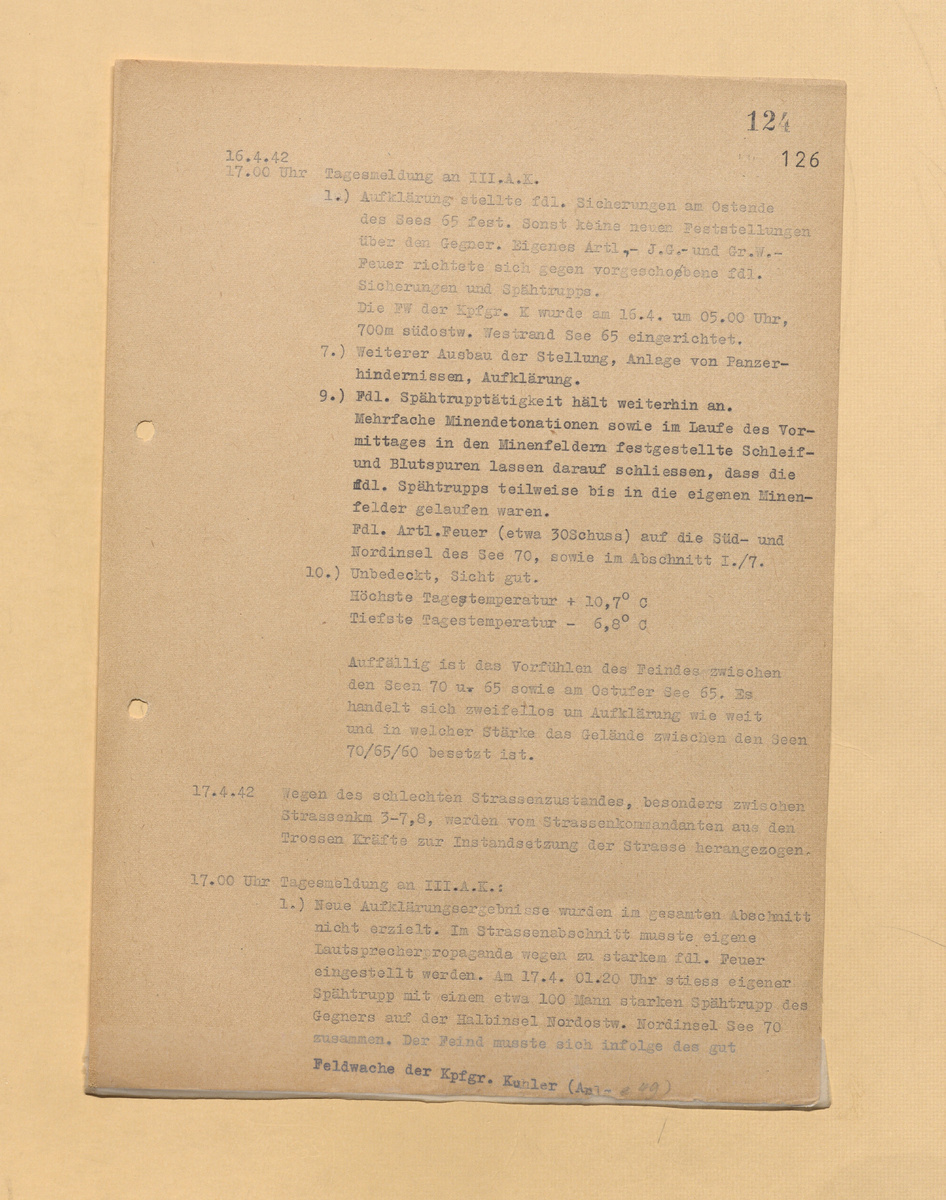 124
126
16.4.42
17.00 Uhr Tagesmeldung an III.A.K.
1.) Aufklärung stellte fdl. Sicherungen am Ostende
des Sees 65 fest. Sonst keine neuen Feststellungen
über den Gegner. Eigenes Artl,- J.G.- und Gr.W.-
Feuer richtete sich gegen vorgeschoebene fdl.
Sicherungen und Spähtrupps.
Die FW der Kpfgr. K wurde am 16.4. um 05.00 Uhr,
700m südostw. Westrand See 65 eingerichtet.
7.) Weiterer Ausbau der Stellung, Anlage von Panzer-
hindernissen, Aufklärung.
9.) Fdl. Spähtrupptätigkeit hält weiterhin an.
Mehrfache Minendetonationen sowie im Laufe des Vor-
mittages in den Minenfeldern festgestellte Schleif-
und Blutspuren lassen darauf schliessen, dass die
fdl. Spähtrupps teilweise bis in die eigenen Minen-
felder gelaufen waren.
Fdl. Artl.Feuer (etwa 30Schuss) auf die Süd- und
Nordinsel des See 70, sowie im Abschnitt I./7.
10.) Unbedeckt, Sicht gut.
Höchste Tagestemperatur + 10,7° C
Tiefste Tagestemperatur - 6,8° C
Auffällig ist das Vorfühlen des Feindes zwischen
den Seen 70 u. 65 sowie am Ostufer See 65. Es
handelt sich zweifellos um Aufklärung wie weit
und in welcher Stärke das Gelände zwischen den Seen
70/65/60 besetzt ist.
17.4.42 Wegen des schlechten Strassenzustandes, besonders zwischen
Strassenkm 3-7,8, werden vom Strassenkommandanten aus den
Trossen Kräfte zur Instandsetzung der Strasse herangezogen.
17.00 Uhr Tagesmeldung an III.A.K.:
1.) Neue Aufklärungsergebnisse wurden im gesamten Abschnitt
nicht erzielt. Im Strassenabschnitt musste eigene
Lautsprecherpropaganda wegen zu starkem fdl. Feuer
eingestellt werden. Am 17.4. 01.20 Uhr stiess eigener
Spähtrupp mit einem etwa 100 Mann starken Spähtrupp des
Gegners auf der Halbinsel Nordostw. Nordinsel See 70
zusammen. Der Feind musste sich infolge des gut
Feldwache der Kpfgr. Kuhler (Anl. 49)